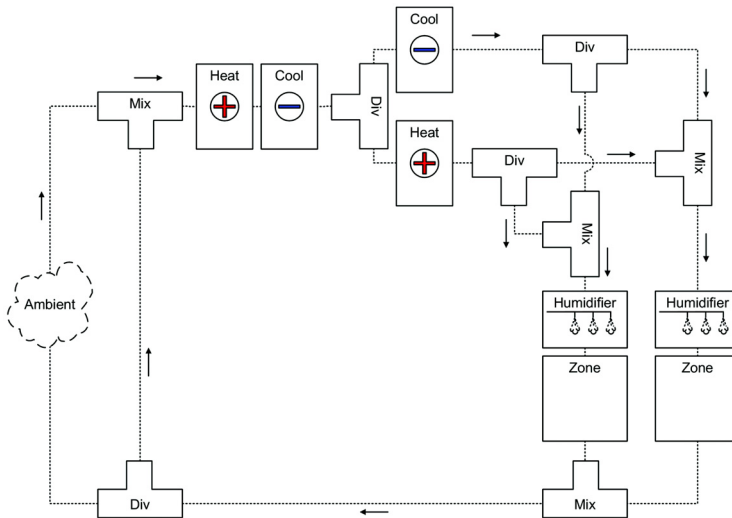 Cool
Div
Heat
Cool
Mix
Div
Heat
Div
Mix
Mix
Ambient
Humidifier
Humidifier
Zone
Zone
Div
Mix